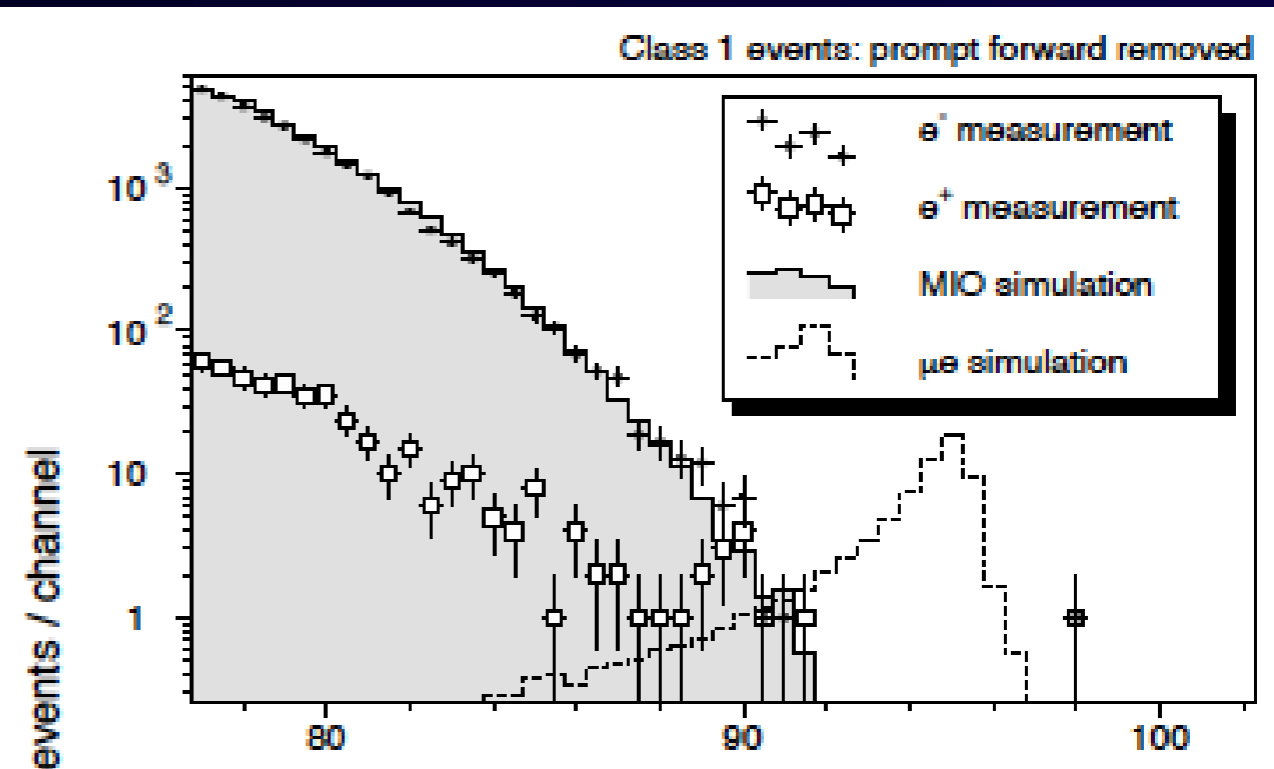 Class 1 events: prompt forward removed
e⁻ measurement
e⁺ measurement
MIO simulation
μe simulation
10³
10²
10
1
events / channel
80 90 100